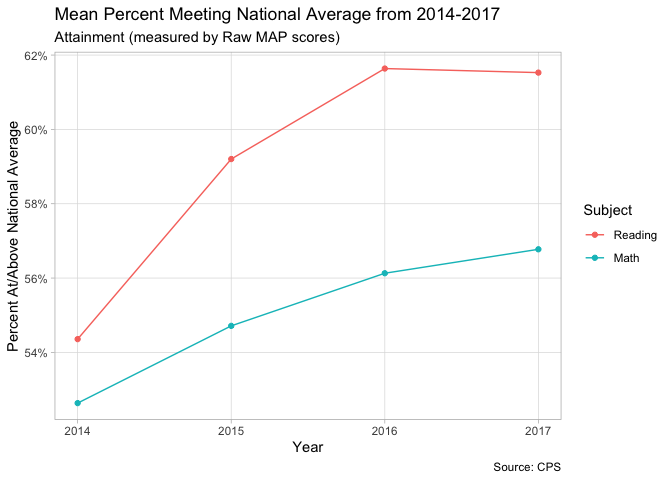 Mean Percent Meeting National Average from 2014-2017
Attainment (measured by Raw MAP scores)
Percent At/Above National Average
62%
60%
58%
56%
54%
2014
2015
2016
2017
Year
Subject
Reading
Math
Source: CPS